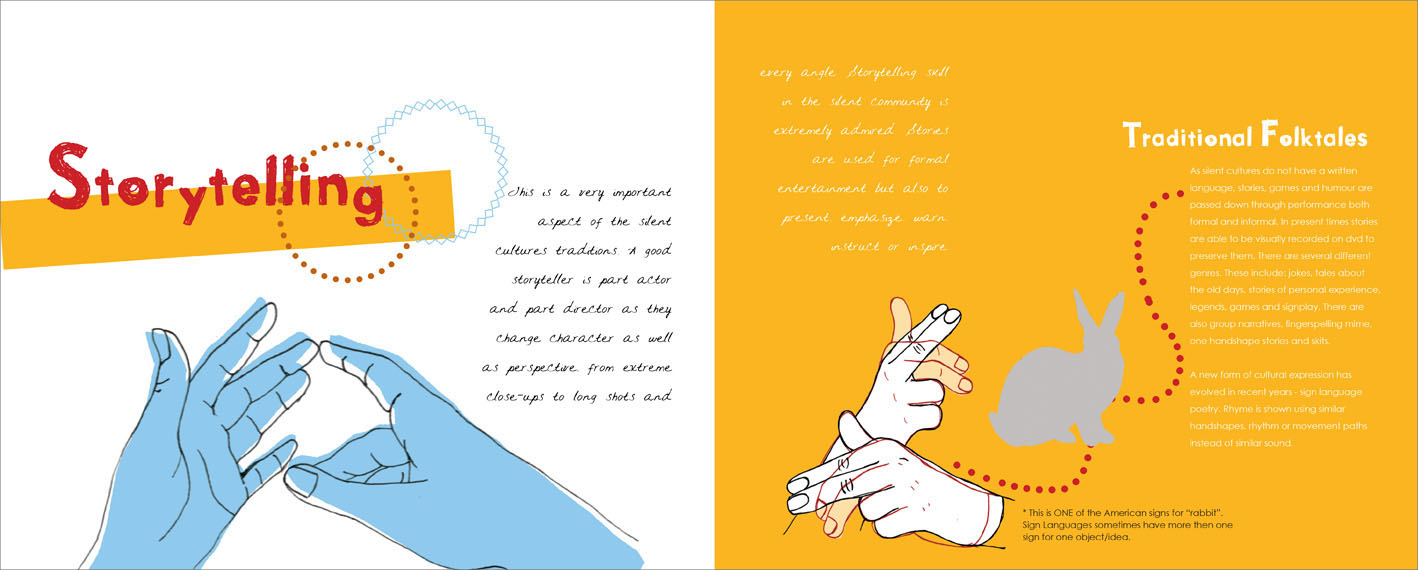 Storytelling
This is a very important
aspect of the silent
cultures traditions. A good
storyteller is part actor
and part director as they
change character as well
as perspective from extreme
close-ups to long shots and
every angle. Storytelling skill
in the silent community is
extremely admired. Stories
are used for formal
entertainment but also to
present, emphasize, warn,
instruct or inspire.
Traditional Folktales
As silent cultures do not have a written
language, stories, games and humour are
passed down through performance both
formal and informal. In present times stories
are able to be visually recorded on dvd to
preserve them. There are several different
genres. These include: jokes, tales about
the old days, stories of personal experience,
legends, games and signplay. There are
also group narratives, fingerspelling mime,
one handshape stories and skits.
A new form of cultural expression has
evolved in recent years - sign language
poetry. Rhyme is shown using similar
handshapes, rhythm or movement paths
instead of similar sound.
* This is ONE of the American signs for "rabbit".
Sign Languages sometimes have more then one
sign for one object/idea.